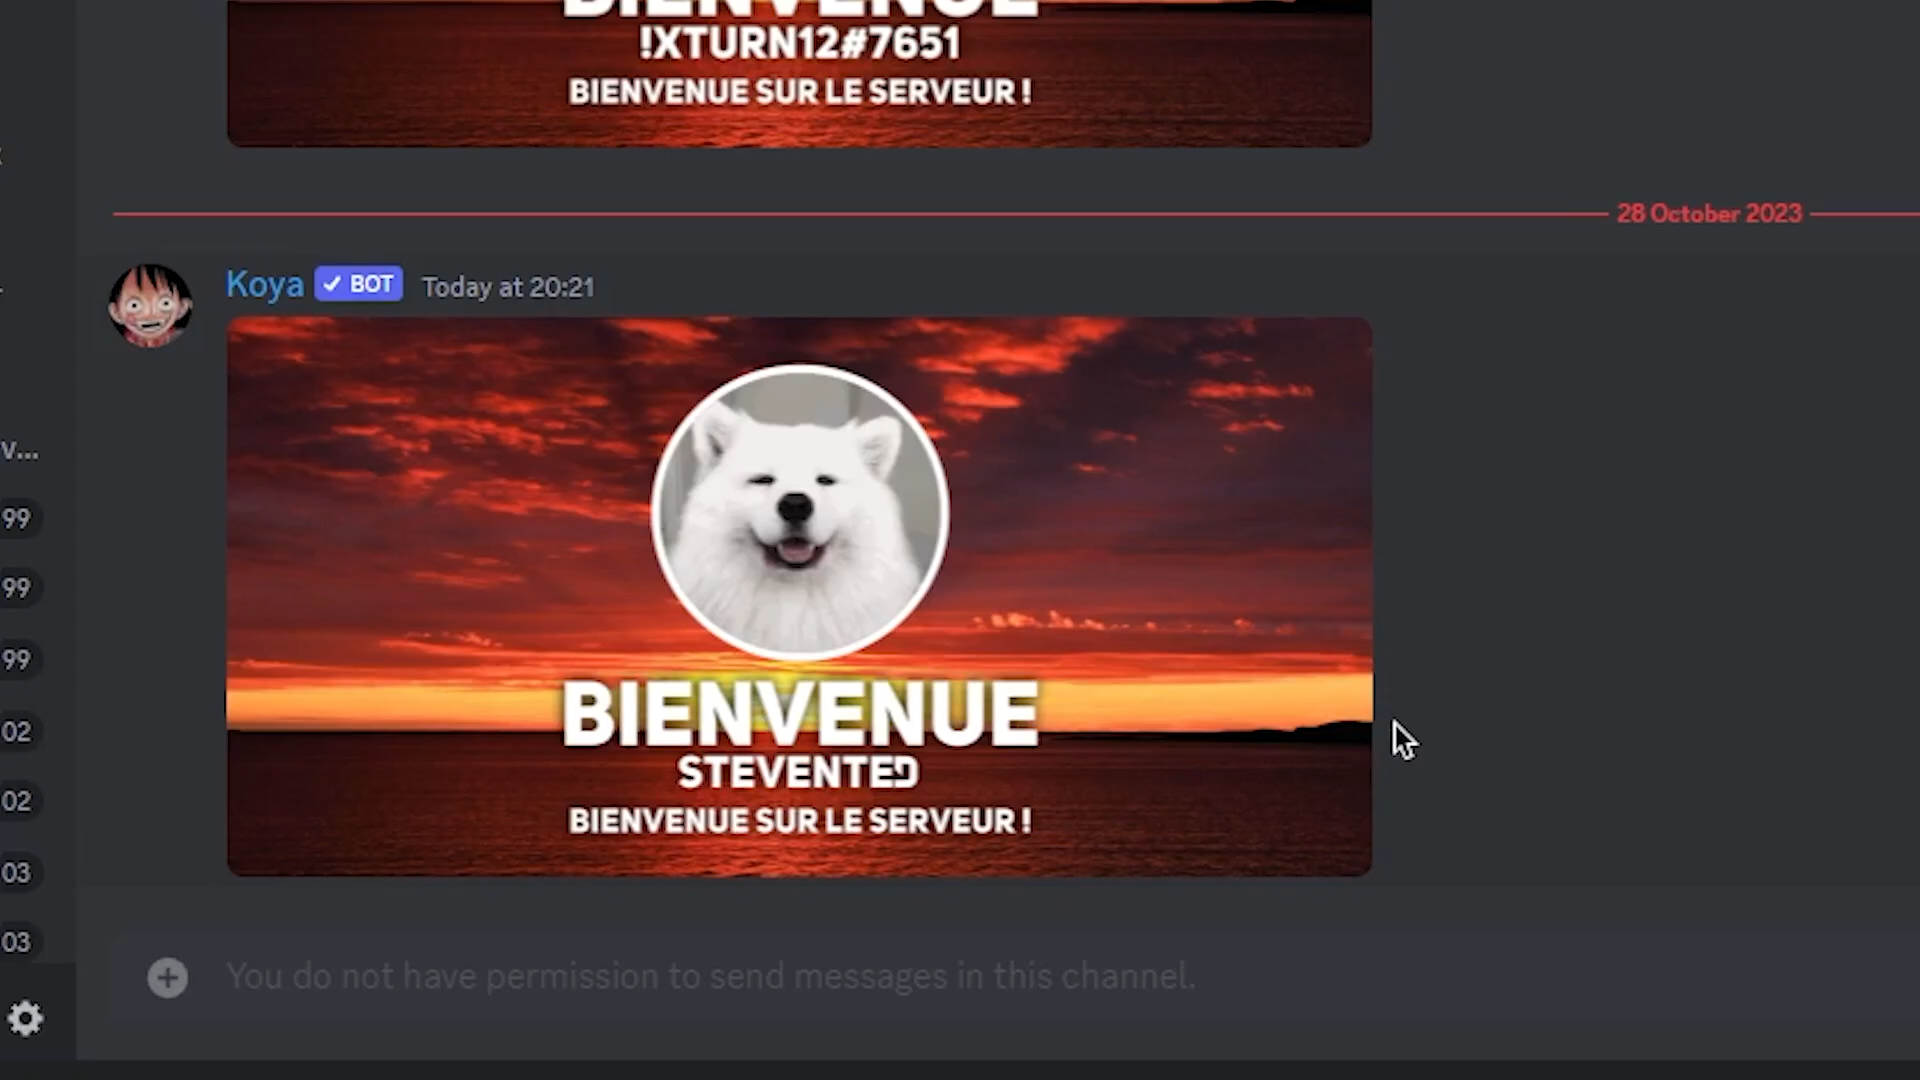 BIENVENUE
!XTURN12#7651
BIENVENUE SUR LE SERVEUR !
28 October 2023
Koya ✓ BOT Today at 20:21
BIENVENUE
STEVENTED
BIENVENUE SUR LE SERVEUR !
v...
99
99
99
02
02
03
03
You do not have permission to send messages in this channel.